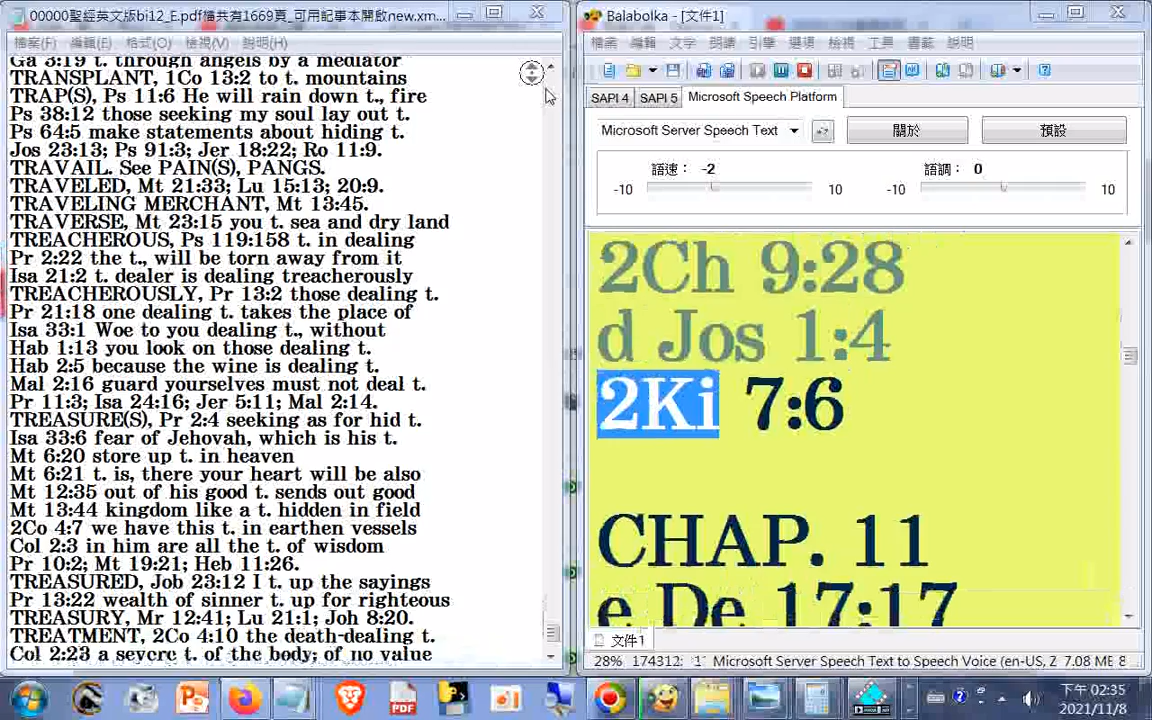 00000聖經英文版bi12_E.pdf檔共有1669頁_可用記事本開啟new.xm...
檔案(F) 編輯(E) 格式(O) 檢視(V) 說明(H)
Ga 3:19 t. through angels by a mediator
TRANSPLANT, 1Co 13:2 to t. mountains
TRAP(S), Ps 11:6 He will rain down t., fire
Ps 38:12 those seeking my soul lay out t.
Ps 64:5 make statements about hiding t.
Jos 23:13; Ps 91:3; Jer 18:22; Ro 11:9.
TRAVAIL. See PAIN(S), PANGS.
TRAVELED, Mt 21:33; Lu 15:13; 20:9.
TRAVELING MERCHANT, Mt 13:45.
TRAVERSE, Mt 23:15 you t. sea and dry land
TREACHEROUS, Ps 119:158 t. in dealing
Pr 2:22 the t., will be torn away from it
Isa 21:2 t. dealer is dealing treacherously
TREACHEROUSLY, Pr 13:2 those dealing t.
Pr 21:18 one dealing t. takes the place of
Isa 33:1 Woe to you dealing t., without
Hab 1:13 you look on those dealing t.
Hab 2:5 because the wine is dealing t.
Mal 2:16 guard yourselves must not deal t.
Pr 11:3; Isa 24:16; Jer 5:11; Mal 2:14.
TREASURE(S), Pr 2:4 seeking as for hid t.
Isa 33:6 fear of Jehovah, which is his t.
Mt 6:20 store up t. in heaven
Mt 6:21 t. is, there your heart will be also
Mt 12:35 out of his good t. sends out good
Mt 13:44 kingdom like a t. hidden in field
2Co 4:7 we have this t. in earthen vessels
Col 2:3 in him are all the t. of wisdom
Pr 10:2; Mt 19:21; Heb 11:26.
TREASURED, Job 23:12 I t. up the sayings
Pr 13:22 wealth of sinner t. up for righteous
TREASURY, Mr 12:41; Lu 21:1; Joh 8:20.
TREATMENT, 2Co 4:10 the death-dealing t.
Col 2:23 a severe t. of the body; of no value
Balabolka - [文件1]
檔案 編輯 文字 朗讀 引擎 選項 檢視 工具 書籤 說明
SAPI 4 SAPI 5 Microsoft Speech Platform
Microsoft Server Speech Text 關於 預設
語速： -2 語調： 0
-10 10 -10 10
2Ch 9:28
d Jos 1:4
2Ki 7:6
CHAP. 11
e De 17:17
文件1
28% 174312: Microsoft Server Speech Text to Speech Voice (en-US, Z 7.08 ME 8
PDF
下午 02:35
2021/11/8